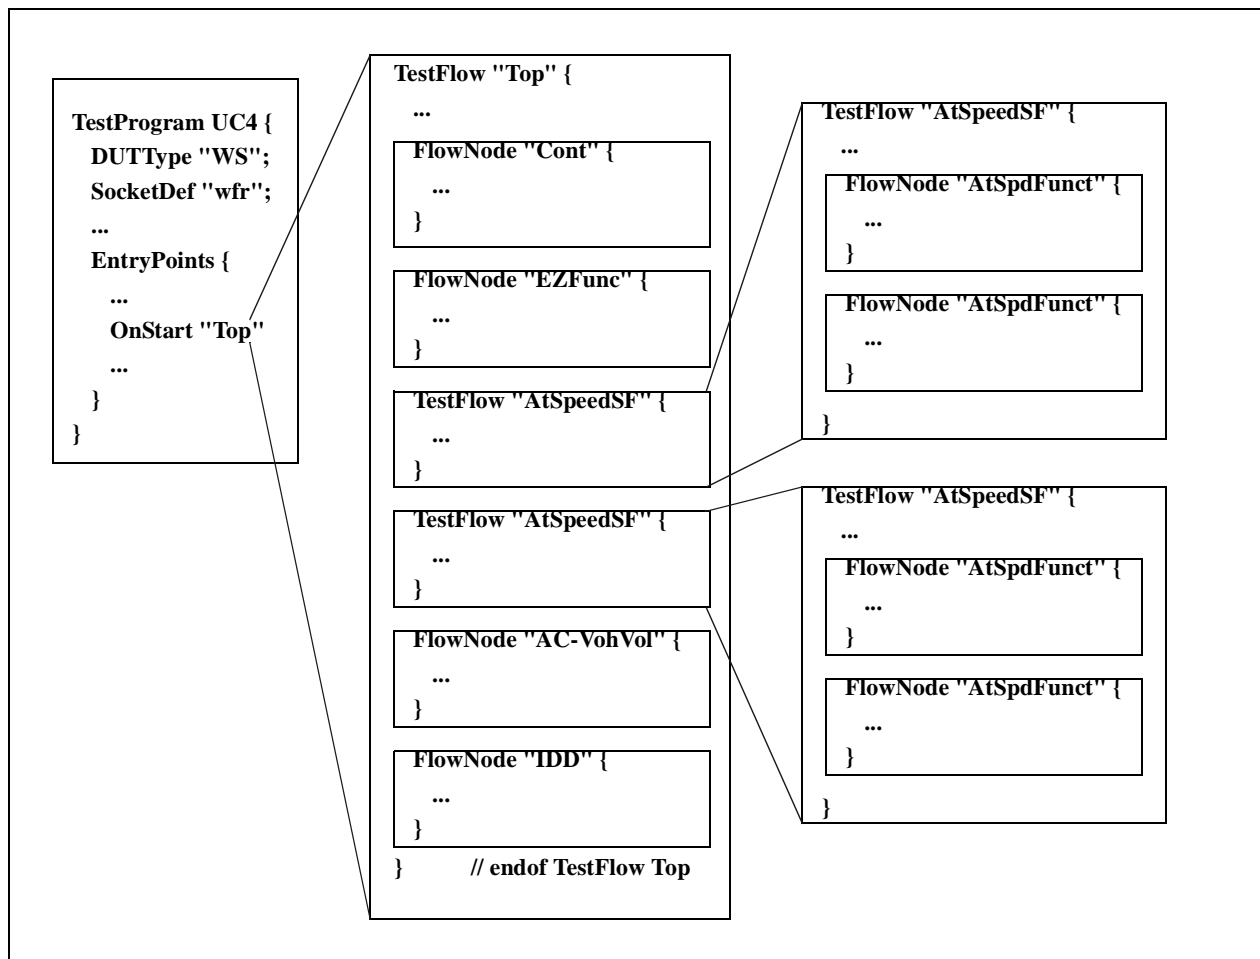 TestProgram UC4 {
DUTType "WS";
SocketDef "wfr";
...
EntryPoints {
...
OnStart "Top"
...
}
}
TestFlow "Top" {
...
FlowNode "Cont" {
...
}
FlowNode "EZFunc" {
...
}
TestFlow "AtSpeedSF" {
...
}
TestFlow "AtSpeedSF" {
...
}
FlowNode "AC-VohVol" {
...
}
FlowNode "IDD" {
...
}
} // endof TestFlow Top
TestFlow "AtSpeedSF" {
...
FlowNode "AtSpdFunct" {
...
}
FlowNode "AtSpdFunct" {
...
}
}
TestFlow "AtSpeedSF" {
...
FlowNode "AtSpdFunct" {
...
}
FlowNode "AtSpdFunct" {
...
}
}